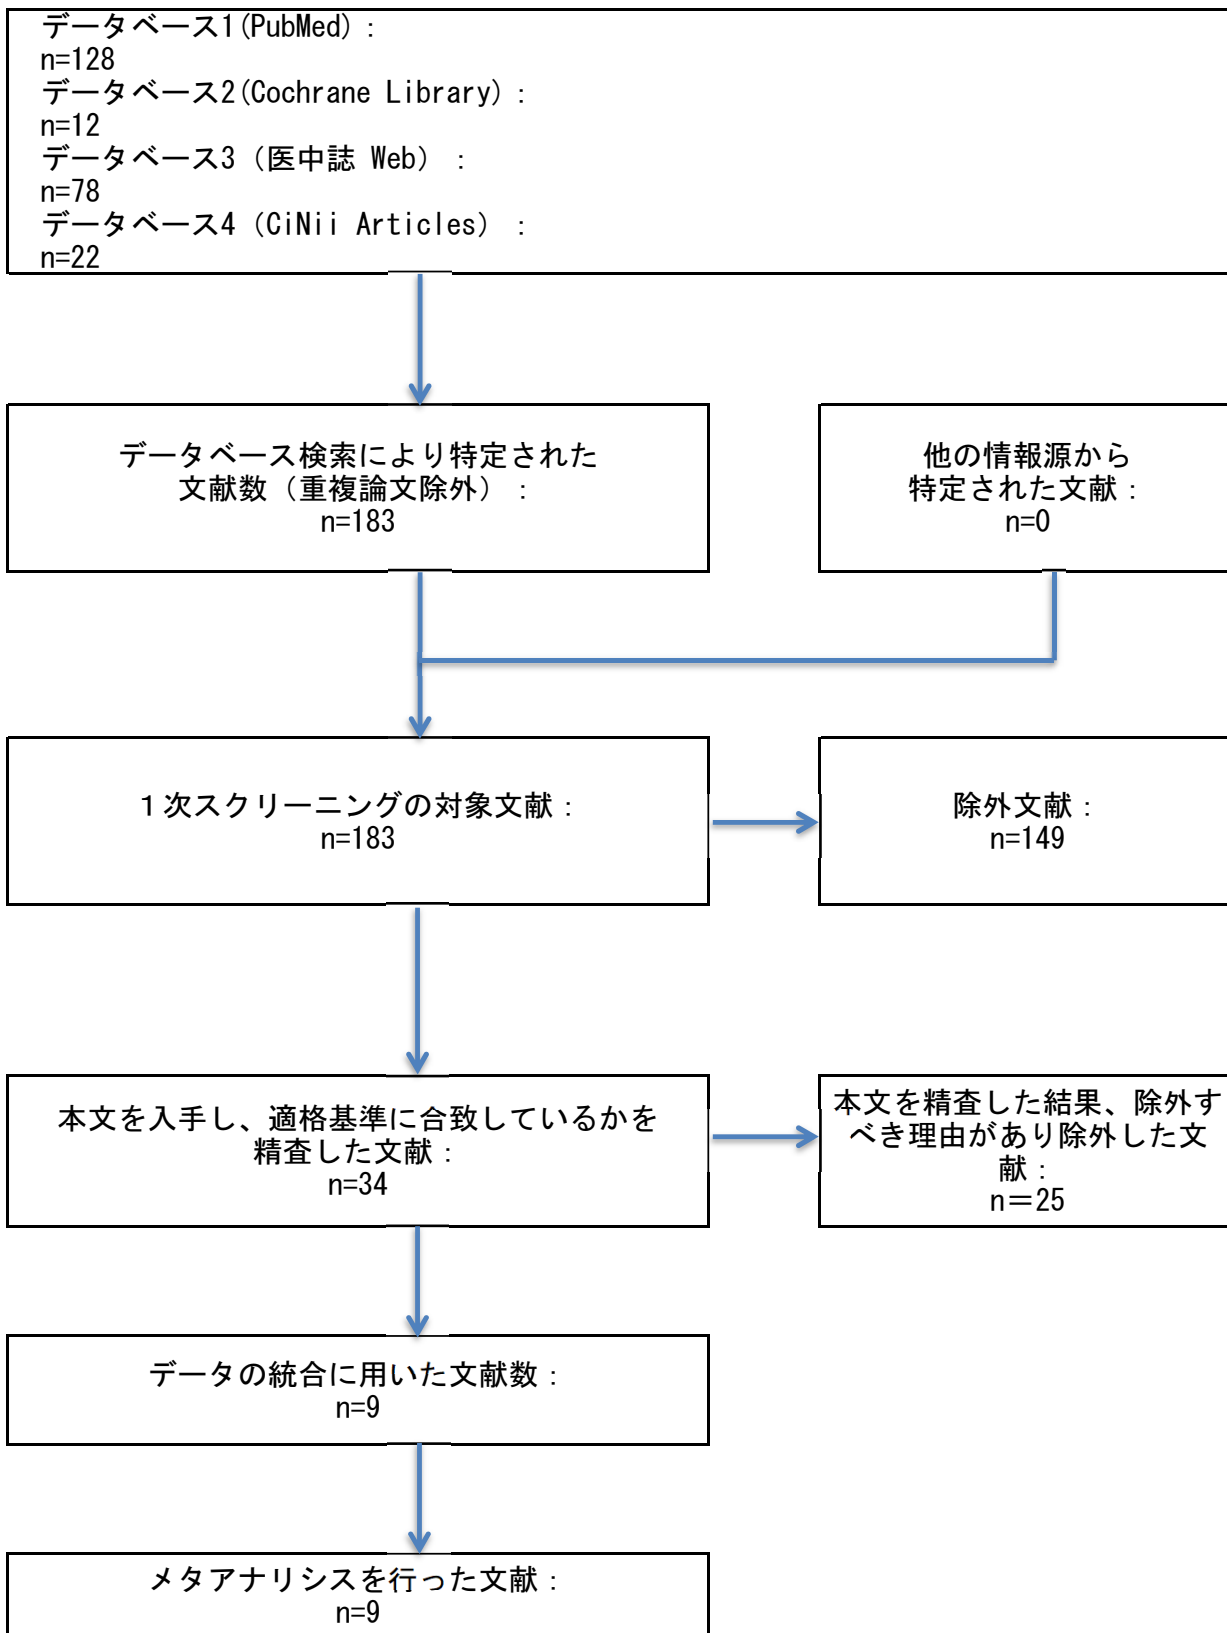 データベース1(PubMed)：
n=128
データベース2(Cochrane Library)：
n=12
データベース3（医中誌 Web）：
n=78
データベース4（CiNii Articles）：
n=22
データベース検索により特定された
文献数（重複論文除外）：
n=183
他の情報源から
特定された文献：
n=0
１次スクリーニングの対象文献：
n=183
除外文献：
n=149
本文を入手し、適格基準に合致しているかを
精査した文献：
n=34
本文を精査した結果、除外す
べき理由があり除外した文
献：
n＝25
データの統合に用いた文献数：
n=9
メタアナリシスを行った文献：
n=9